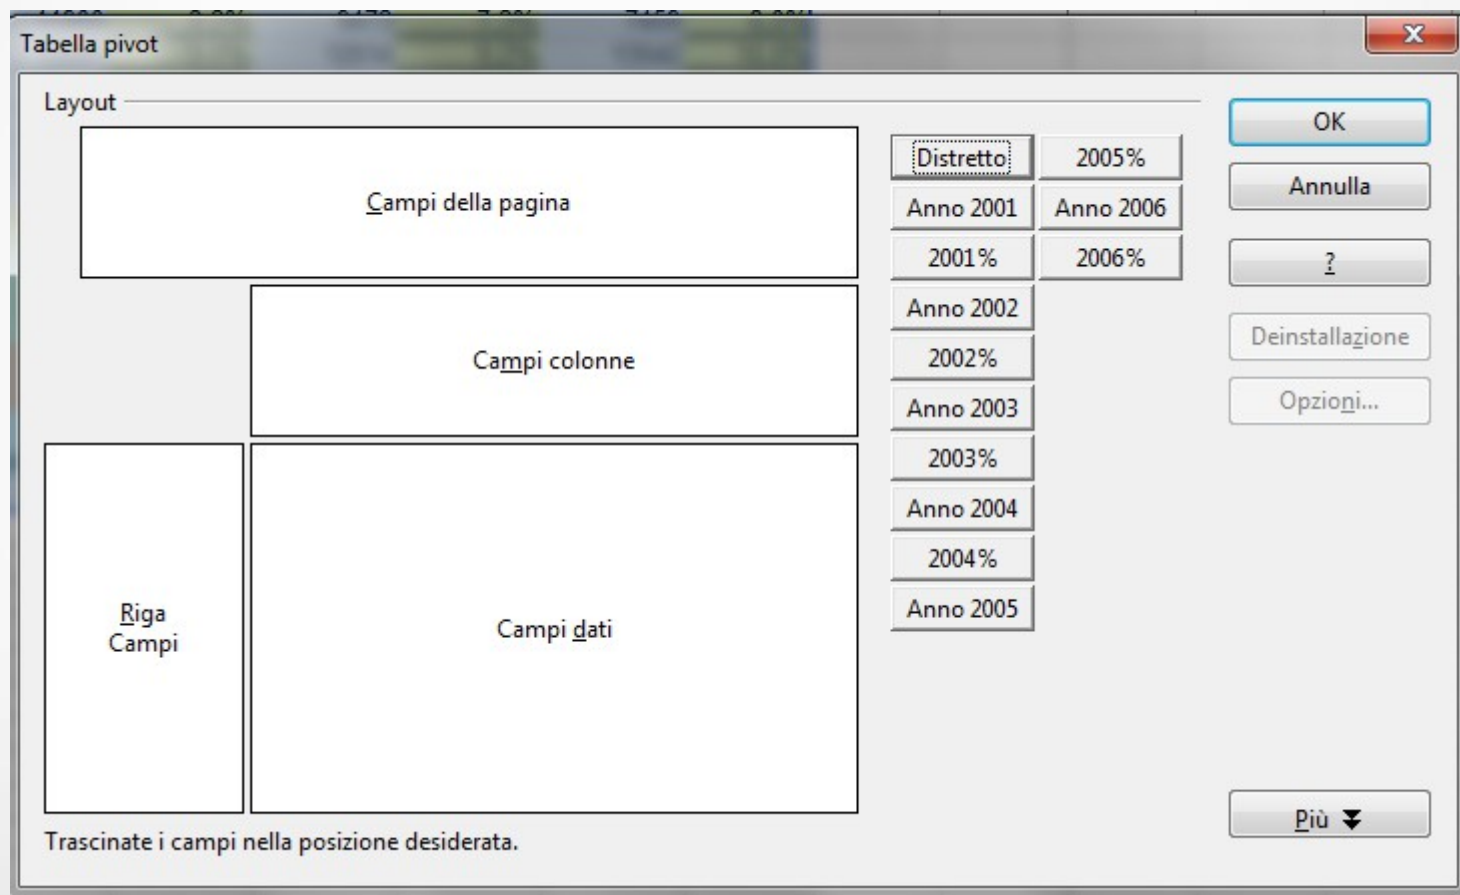 Tabella pivot
Layout
Campi della pagina
Campi colonne
Riga
Campi
Campi dati
Distretto
2005%
Anno 2001
Anno 2006
2001%
2006%
Anno 2002
2002%
Anno 2003
2003%
Anno 2004
2004%
Anno 2005
OK
Annulla
?
Deinstallazione
Opzioni...
Più
Trascinate i campi nella posizione desiderata.